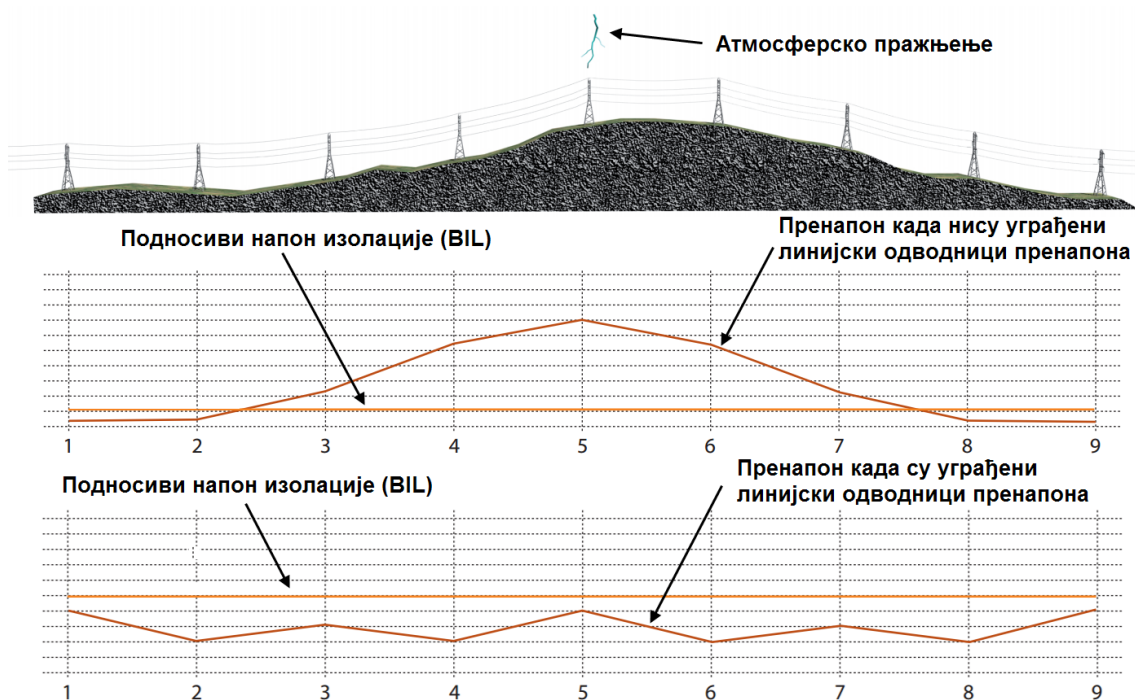 Атмосферско пражњење
Пренапон када нису уграђени
линијски одводници пренапона
Подносиви напон изолације (BIL)
1 2 3 4 5 6 7 8 9
Пренапон када су уграђени
линијски одводници пренапона
Подносиви напон изолације (BIL)
1 2 3 4 5 6 7 8 9